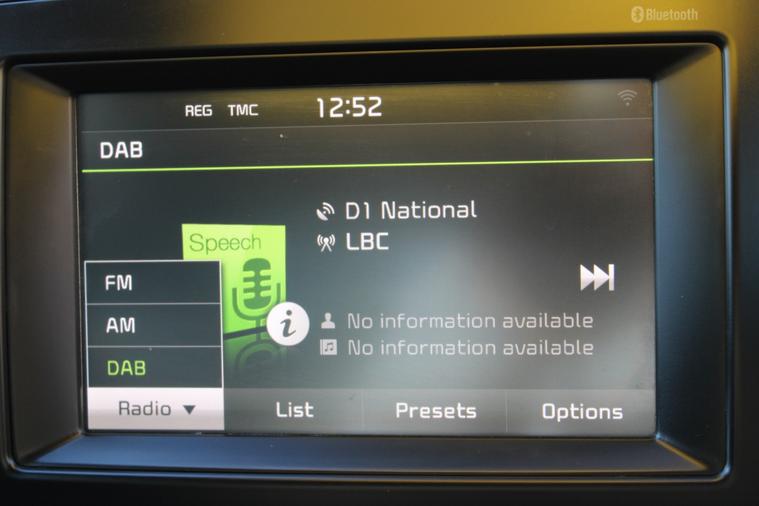 Bluetooth
REG TMC 12:52
DAB
D1 National
LBC
Speech
FM
AM
DAB
i
No information available
No information available
Radio List Presets Options